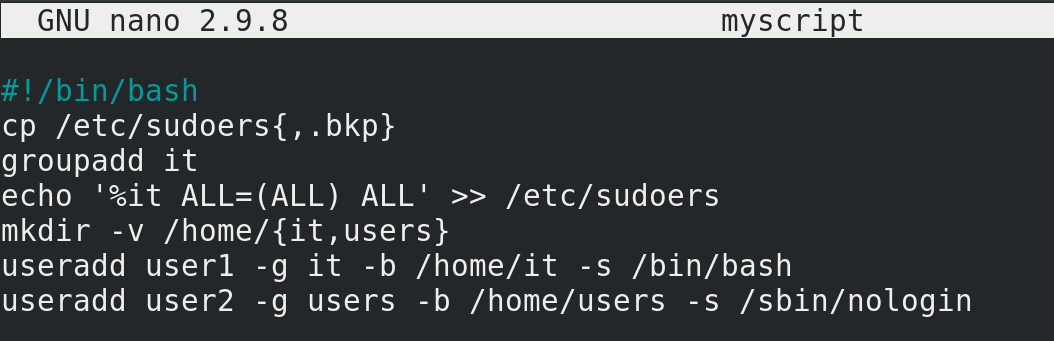 GNU nano 2.9.8 myscript
#!/bin/bash
cp /etc/sudoers{,.bkp}
groupadd it
echo '%it ALL=(ALL) ALL' >> /etc/sudoers
mkdir -v /home/{it,users}
useradd user1 -g it -b /home/it -s /bin/bash
useradd user2 -g users -b /home/users -s /sbin/nologin